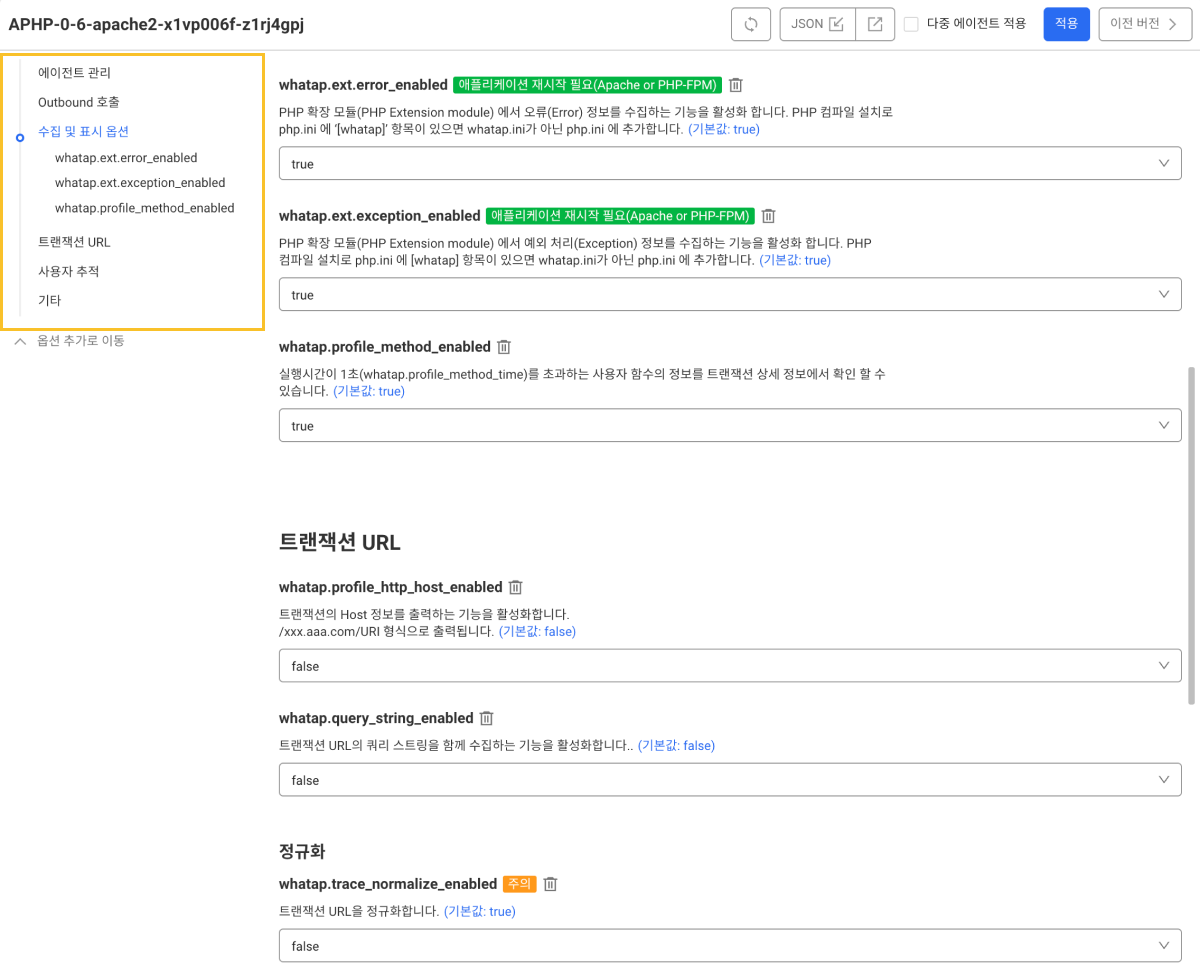 APHP-0-6-apache2-x1vp006f-z1rj4gpj
JSON
다중 에이전트 적용
적용
이전 버전
에이전트 관리
Outbound 호출
수집 및 표시 옵션
whatap.ext.error_enabled
whatap.ext.exception_enabled
whatap.profile_method_enabled
트랜잭션 URL
사용자 추적
기타
옵션 추가로 이동
whatap.ext.error_enabled 애플리케이션 재시작 필요(Apache or PHP-FPM)
PHP 확장 모듈(PHP Extension module) 에서 오류(Error) 정보를 수집하는 기능을 활성화 합니다. PHP 컴파일 설치로
php.ini 에 '[whatap]' 항목이 있으면 whatap.ini가 아닌 php.ini 에 추가합니다. (기본값: true)
true
whatap.ext.exception_enabled 애플리케이션 재시작 필요(Apache or PHP-FPM)
PHP 확장 모듈(PHP Extension module) 에서 예외 처리(Exception) 정보를 수집하는 기능을 활성화 합니다. PHP
컴파일 설치로 php.ini 에 [whatap] 항목이 있으면 whatap.ini가 아닌 php.ini 에 추가합니다. (기본값: true)
true
whatap.profile_method_enabled
실행시간이 1초(whatap.profile_method_time)를 초과하는 사용자 함수의 정보를 트랜잭션 상세 정보에서 확인 할 수
있습니다. (기본값: true)
true
트랜잭션 URL
whatap.profile_http_host_enabled
트랜잭션의 Host 정보를 출력하는 기능을 활성화합니다.
/xxx.aaa.com/URI 형식으로 출력됩니다. (기본값: false)
false
whatap.query_string_enabled
트랜잭션 URL의 쿼리 스트링을 함께 수집하는 기능을 활성화합니다.. (기본값: false)
false
정규화
whatap.trace_normalize_enabled 주의
트랜잭션 URL을 정규화합니다. (기본값: true)
false